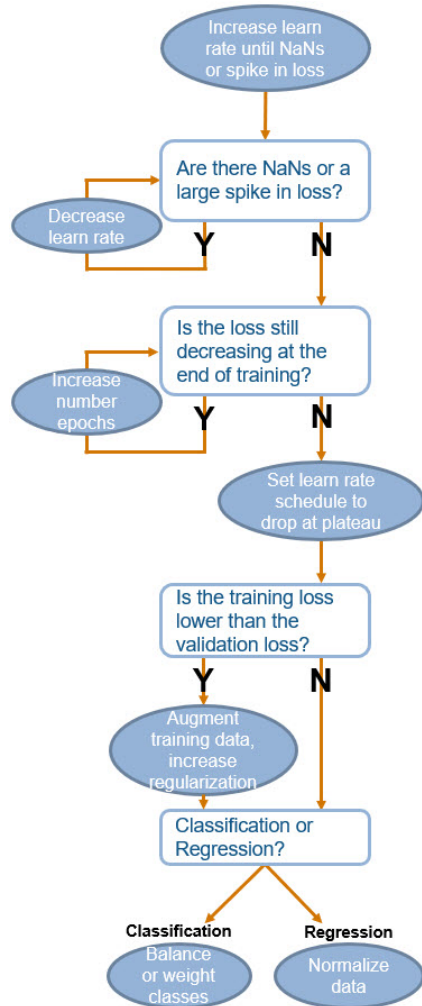 Increase learn
rate until NaNs
or spike in loss
Are there NaNs or a
large spike in loss?
Decrease
learn rate
Y
N
Is the loss still
decreasing at the
end of training?
Increase
number
epochs
Y
N
Set learn rate
schedule to
drop at plateau
Is the training loss
lower than the
validation loss?
Y
N
Augment
training data,
increase
regularization
Classification or
Regression?
Classification
Regression
Balance
or weight
classes
Normalize
data